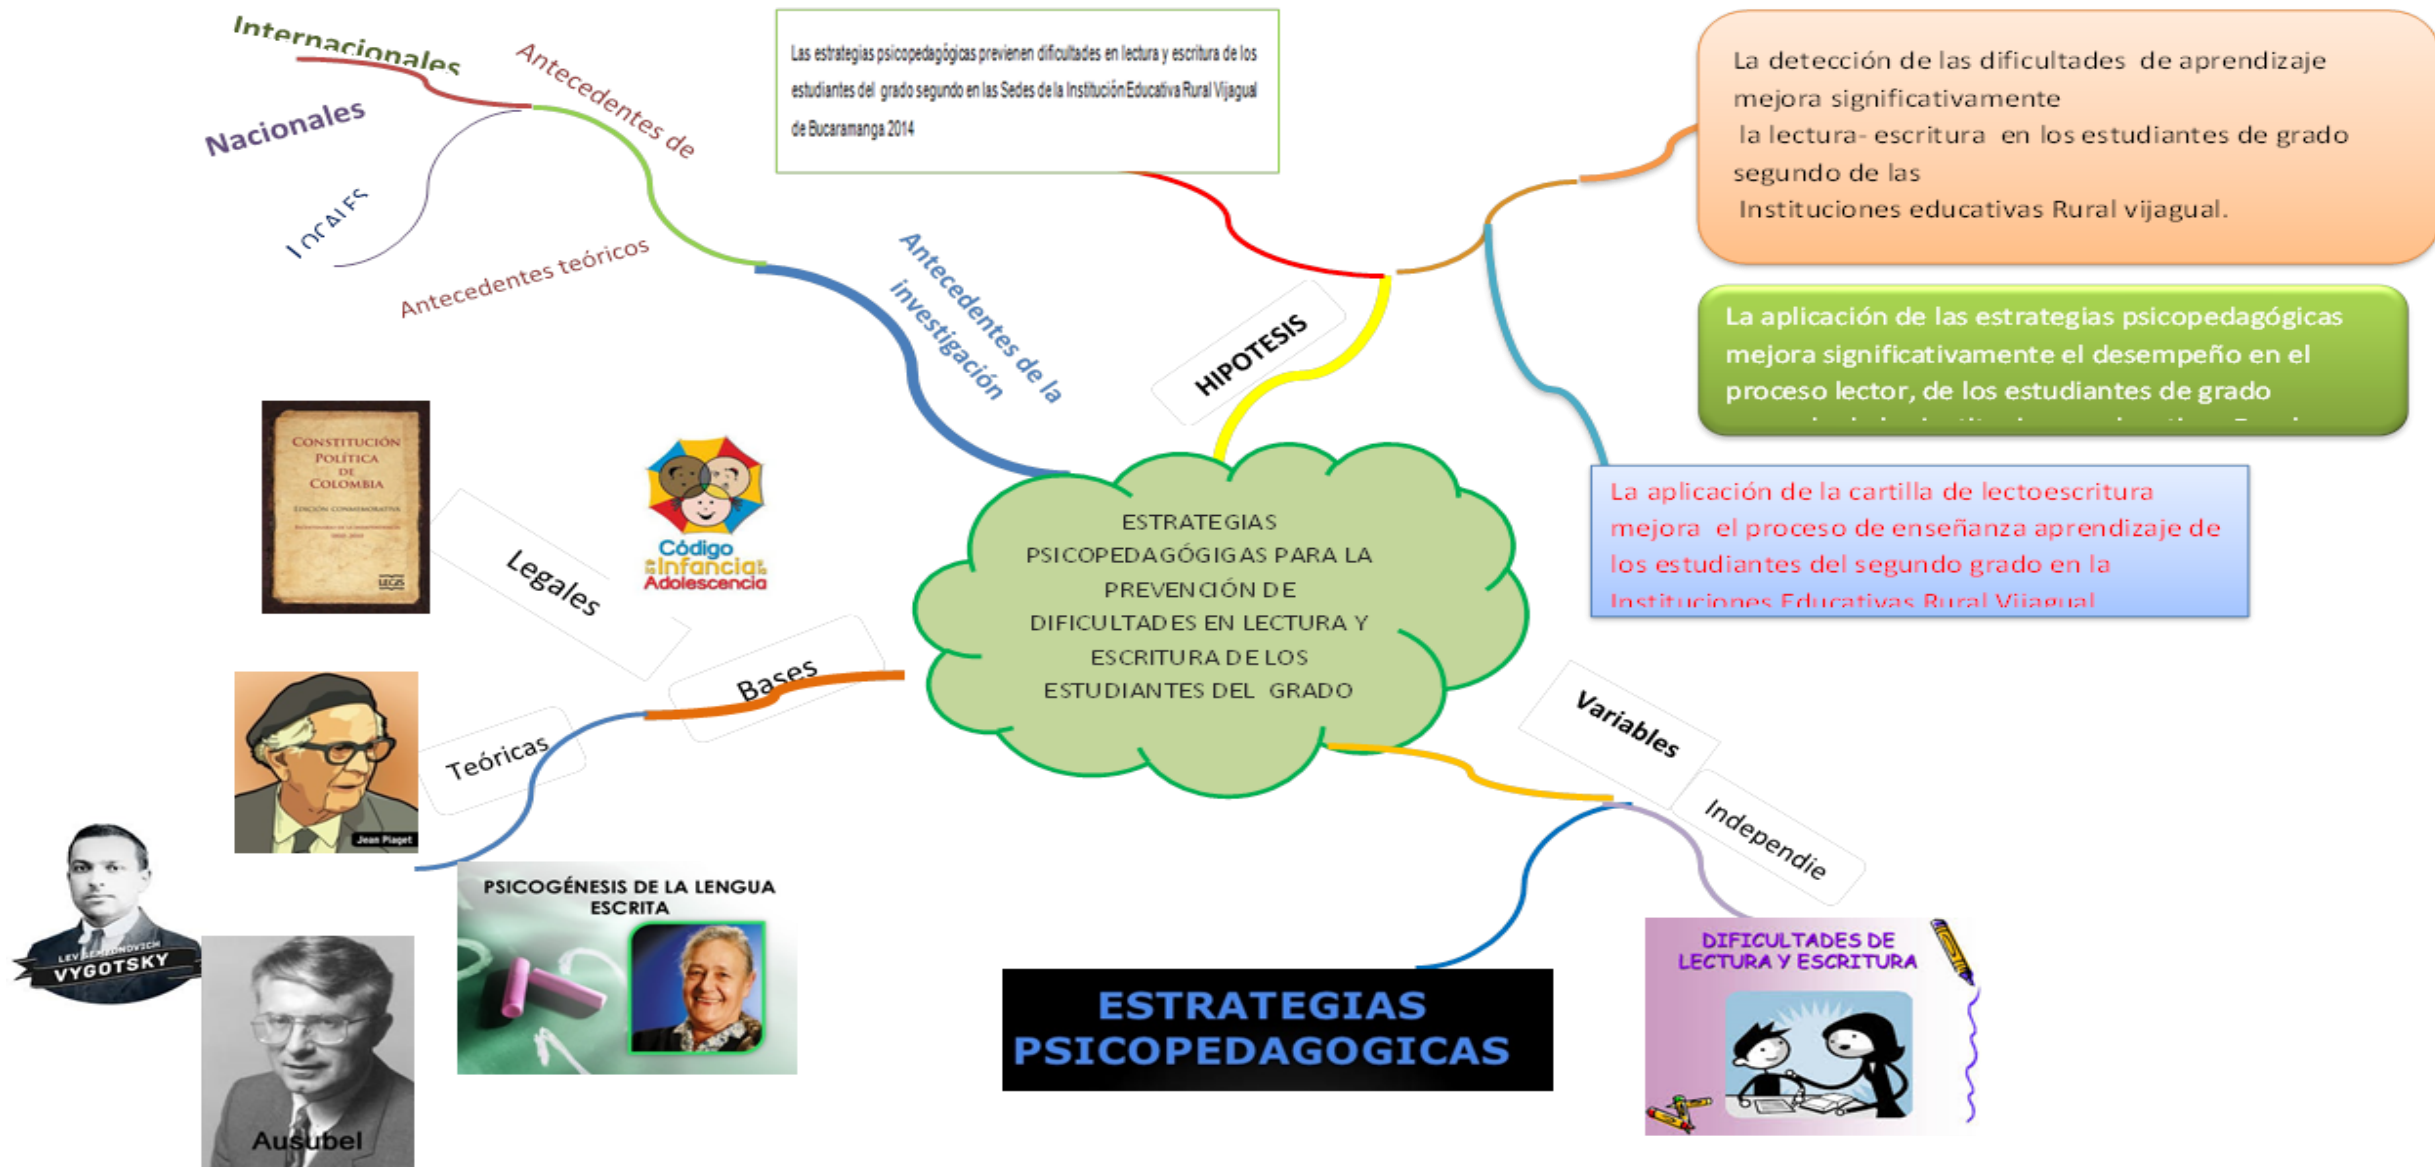 Internacionales
Nacionales
LOCALES
Antecedentes de
Antecedentes teóricos
Antecedentes de la
investigación
Las estrategias psicopedagógicas previenen dificultades en lectura y escritura de los
estudiantes del grado segundo en las Sedes de la Institución Educativa Rural Vijagual
de Bucaramanga 2014
HIPOTESIS
La detección de las dificultades de aprendizaje
mejora significativamente
la lectura- escritura en los estudiantes de grado
segundo de las
Instituciones educativas Rural vijagual.
La aplicación de las estrategias psicopedagógicas
mejora significativamente el desempeño en el
proceso lector, de los estudiantes de grado
La aplicación de la cartilla de lectoescritura
mejora el proceso de enseñanza aprendizaje de
los estudiantes del segundo grado en la
Instituciones Educativas Rural Vijagual
CONSTITUCIÓN
POLÍTICA
DE
COLOMBIA
EDICIÓN CONMEMORATIVA
LEGIS
Código
Infancia
Adolescencia
Legales
Bases
Teóricas
ESTRATEGIAS
PSICOPEDAGÓGIGAS PARA LA
PREVENCIÓN DE
DIFICULTADES EN LECTURA Y
ESCRITURA DE LOS
ESTUDIANTES DEL GRADO
Variables
Independie
Jean Piaget
LEV SEMYONOVICH
VYGOTSKY
Ausubel
PSICOGÉNESIS DE LA LENGUA
ESCRITA
ESTRATEGIAS
PSICOPEDAGOGICAS
DIFICULTADES DE
LECTURA Y ESCRITURA